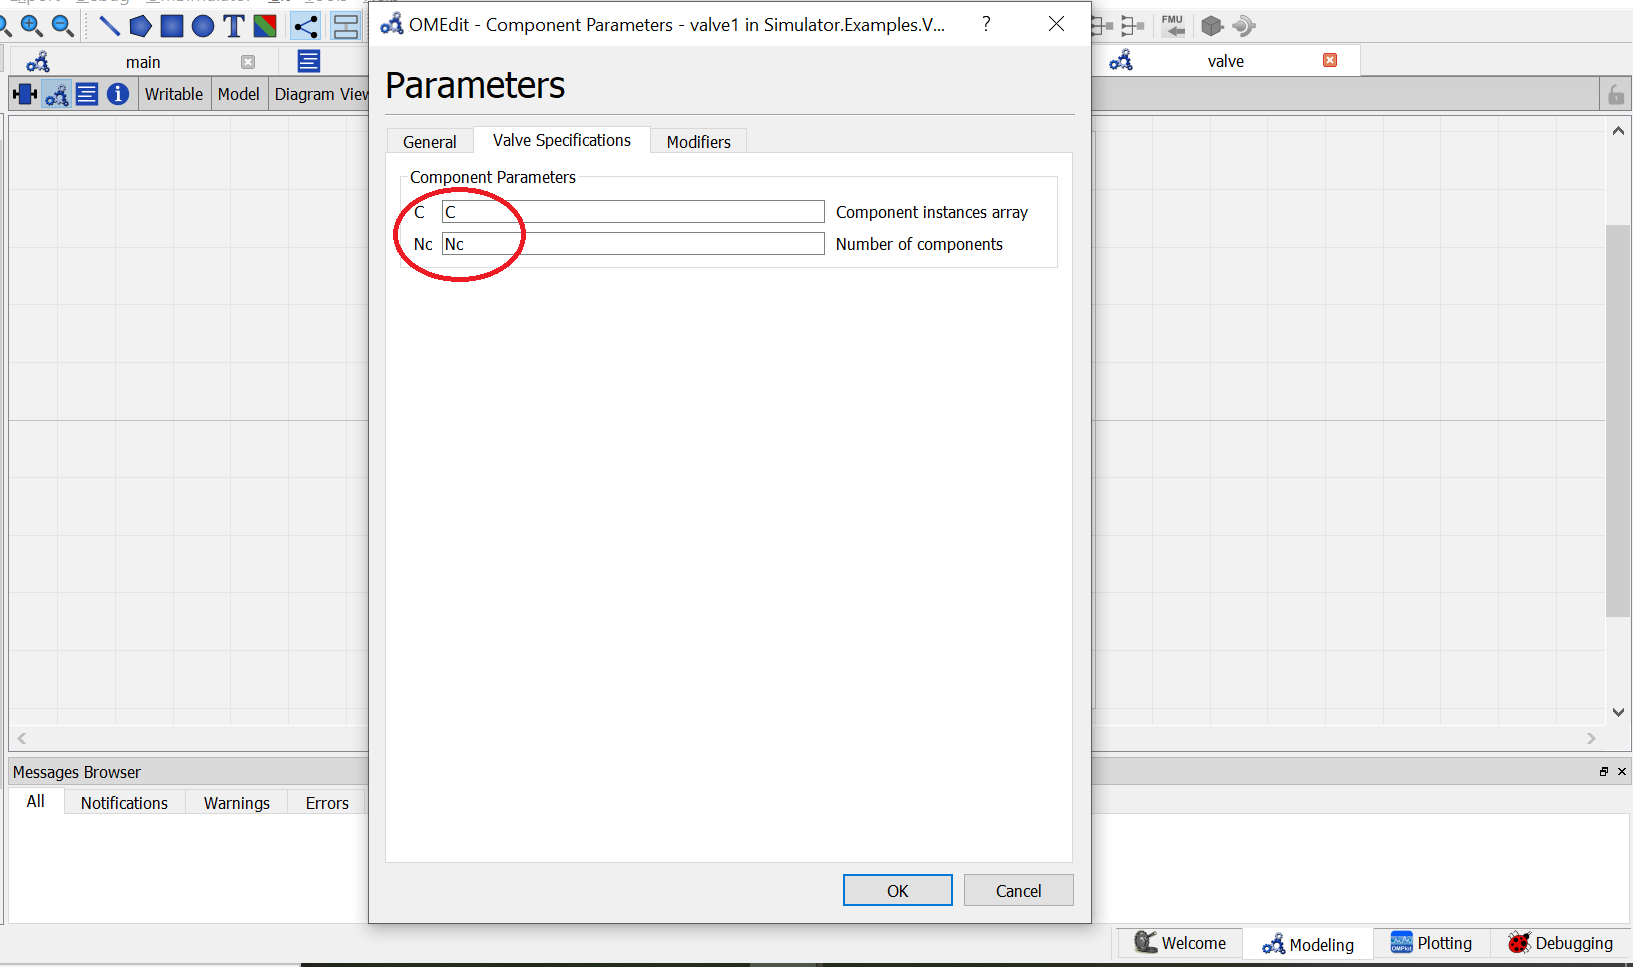 OMEdit - Component Parameters - valve1 in Simulator.Examples.V... ?
T
FMU
main
valve
Writable Model Diagram View
Parameters
General Valve Specifications Modifiers
Component Parameters
C C Component instances array
Nc Nc Number of components
Messages Browser
All Notifications Warnings Errors
OK Cancel
Welcome Modeling OMPlot Plotting Debugging